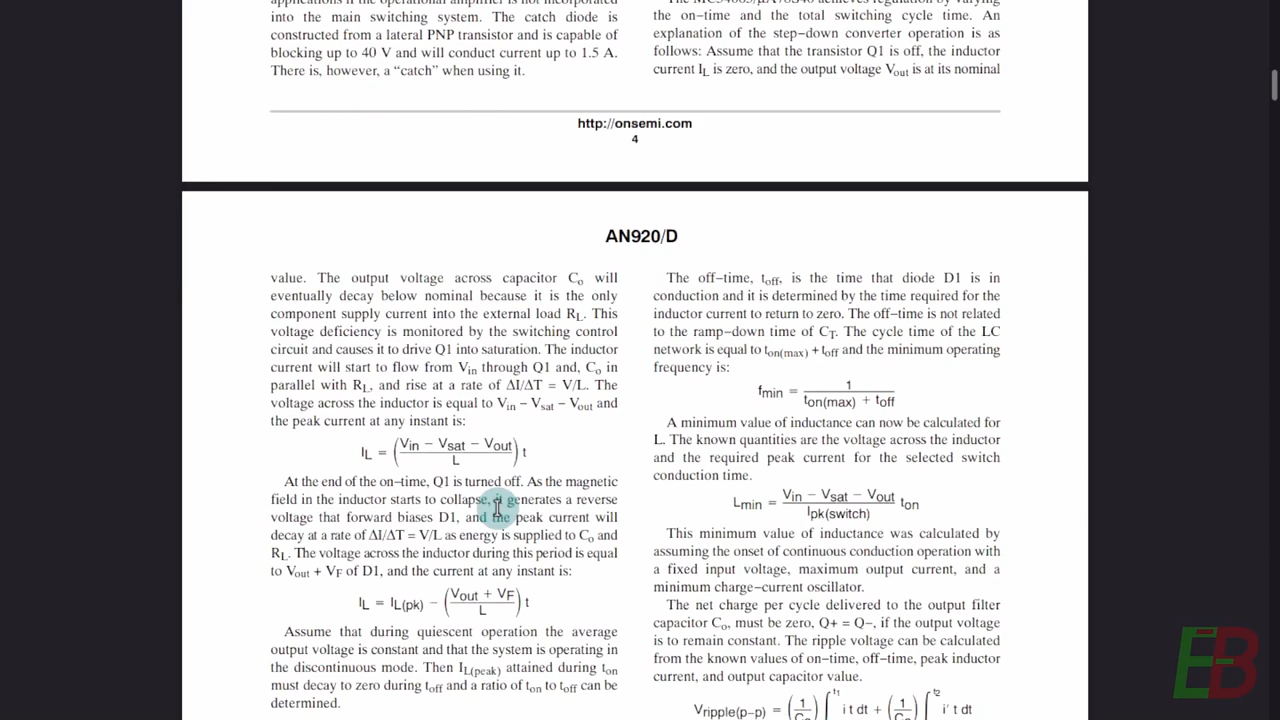 applications if the operational amplifier is not incorporated
into the main switching system. The catch diode is
constructed from a lateral PNP transistor and is capable of
blocking up to 40 V and will conduct current up to 1.5 A.
There is, however, a “catch” when using it.
the on−time and the total switching cycle time. An
explanation of the step−down converter operation is as
follows: Assume that the transistor Q1 is off, the inductor
current IL is zero, and the output voltage Vout is at its nominal
http://onsemi.com
4
AN920/D
value. The output voltage across capacitor Co will
eventually decay below nominal because it is the only
component supply current into the external load RL. This
voltage deficiency is monitored by the switching control
circuit and causes it to drive Q1 into saturation. The inductor
current will start to flow from Vin through Q1 and, Co in
parallel with RL, and rise at a rate of ΔI/ΔT = V/L. The
voltage across the inductor is equal to Vin − Vsat − Vout and
the peak current at any instant is:
IL = (Vin − Vsat − Vout / L) t
At the end of the on−time, Q1 is turned off. As the magnetic
field in the inductor starts to collapse, it generates a reverse
voltage that forward biases D1, and the peak current will
decay at a rate of ΔI/ΔT = V/L as energy is supplied to Co and
RL. The voltage across the inductor during this period is equal
to Vout + VF of D1, and the current at any instant is:
IL = IL(pk) − (Vout + VF / L) t
Assume that during quiescent operation the average
output voltage is constant and that the system is operating in
the discontinuous mode. Then IL(peak) attained during ton
must decay to zero during toff and a ratio of ton to toff can be
determined.
The off−time, toff, is the time that diode D1 is in
conduction and it is determined by the time required for the
inductor current to return to zero. The off−time is not related
to the ramp−down time of CT. The cycle time of the LC
network is equal to ton(max) + toff and the minimum operating
frequency is:
fmin = 1 / ton(max) + toff
A minimum value of inductance can now be calculated for
L. The known quantities are the voltage across the inductor
and the required peak current for the selected switch
conduction time.
Lmin = Vin − Vsat − Vout / Ipk(switch) ton
This minimum value of inductance was calculated by
assuming the onset of continuous conduction operation with
a fixed input voltage, maximum output current, and a
minimum charge−current oscillator.
The net charge per cycle delivered to the output filter
capacitor Co, must be zero, Q+ = Q−, if the output voltage
is to remain constant. The ripple voltage can be calculated
from the known values of on−time, off−time, peak inductor
current, and output capacitor value.
Vripple(p−p) = (1 / Co) ∫ t1 i t dt + (1 / Co) ∫ t2 i′ t dt
EB